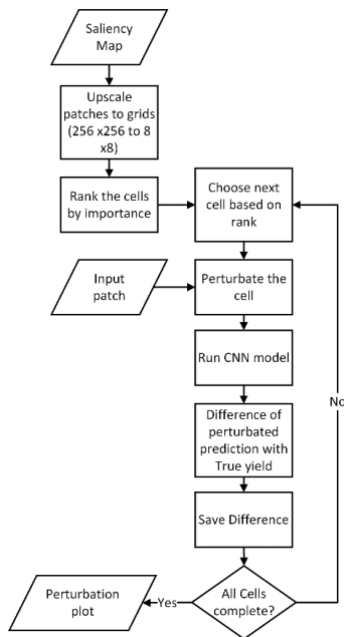 Saliency
Map
Upscale
patches to grids
(256 x256 to 8
x8)
Rank the cells
by importance
Choose next
cell based on
rank
Input
patch
Perturbate the
cell
Run CNN model
Difference of
perturbated
prediction with
True yield
Save Difference
All Cells
complete?
No
Yes
Perturbation
plot